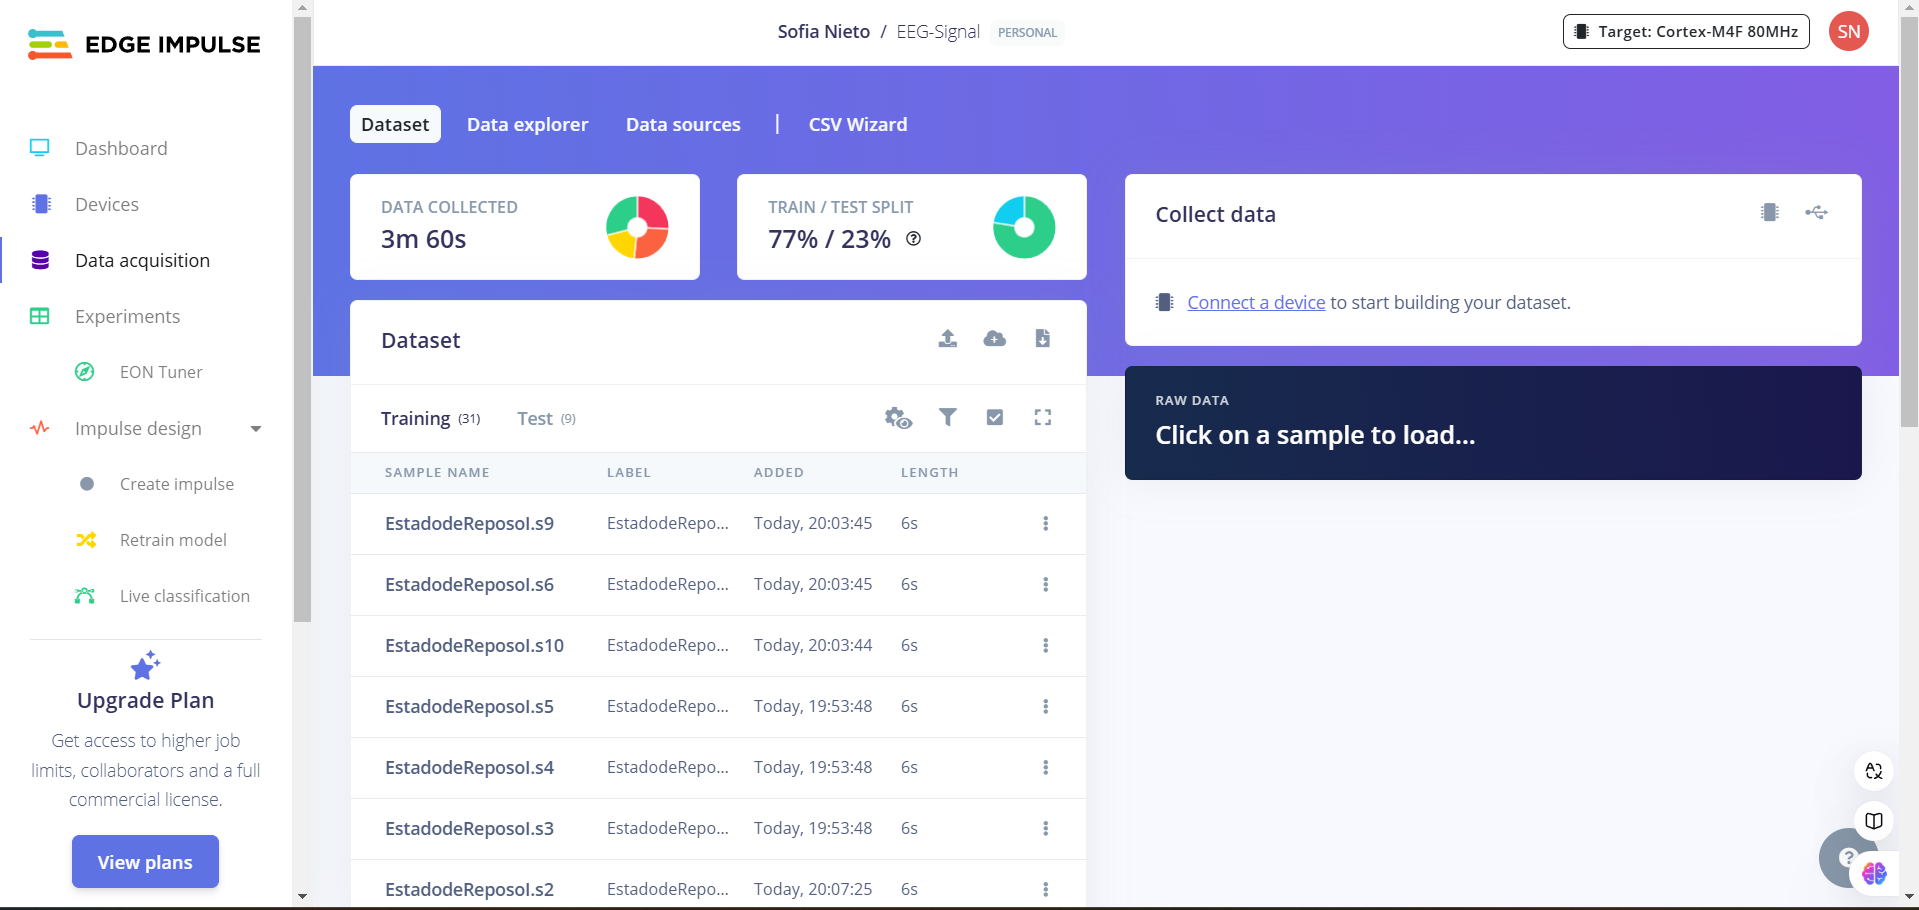 EDGE IMPULSE
Sofia Nieto / EEG-Signal PERSONAL
Target: Cortex-M4F 80MHz
SN
Dashboard
Devices
Data acquisition
Experiments
EON Tuner
Impulse design
Create impulse
Retrain model
Live classification
Upgrade Plan
Get access to higher job
limits, collaborators and a full
commercial license.
View plans
Dataset Data explorer Data sources | CSV Wizard
DATA COLLECTED
3m 60s
TRAIN / TEST SPLIT
77% / 23% ?
Dataset
Training (31) Test (9)
SAMPLE NAME LABEL ADDED LENGTH
EstadodeReposoI.s9 EstadodeRepo... Today, 20:03:45 6s
EstadodeReposoI.s6 EstadodeRepo... Today, 20:03:45 6s
EstadodeReposoI.s10 EstadodeRepo... Today, 20:03:44 6s
EstadodeReposoI.s5 EstadodeRepo... Today, 19:53:48 6s
EstadodeReposoI.s4 EstadodeRepo... Today, 19:53:48 6s
EstadodeReposoI.s3 EstadodeRepo... Today, 19:53:48 6s
EstadodeReposoI.s2 EstadodeRepo... Today, 20:07:25 6s
Collect data
Connect a device to start building your dataset.
RAW DATA
Click on a sample to load...
?